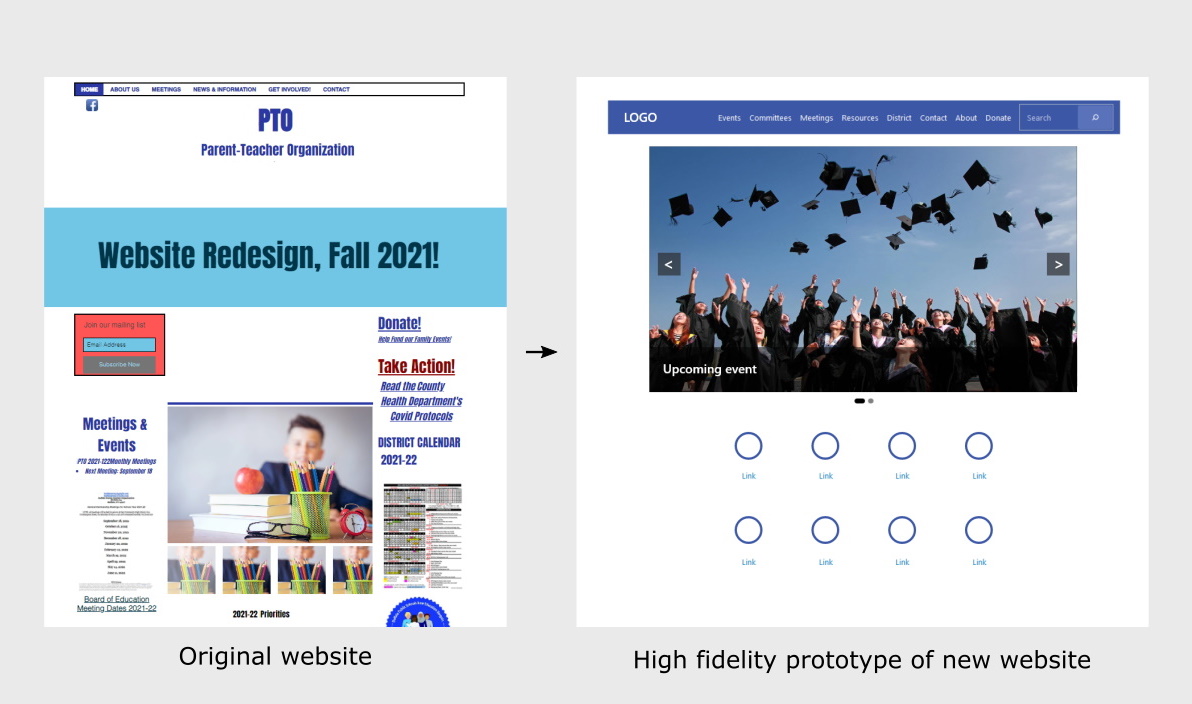 HOME ABOUT US MEETINGS NEWS & INFORMATION GET INVOLVED! CONTACT
PTO
Parent-Teacher Organization
Website Redesign, Fall 2021!
Join our mailing list
Email Address
Subscribe Now
Meetings &
Events
PTO 2021-122Monthly Meetings
Next Meeting: September 18
Board of Education
Meeting Dates 2021-22
2021-22 Priorities
Donate!
Help Fund our Family Events!
Take Action!
Read the County
Health Department's
Covid Protocols
DISTRICT CALENDAR
2021-22
Original website
LOGO Events Committees Meetings Resources District Contact About Donate Search
< >
Upcoming event
Link Link Link Link
Link Link Link Link
High fidelity prototype of new website